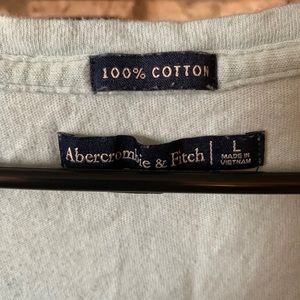 100% COTTON
Abercrombie & Fitch
L
MADE IN
VIETNAM